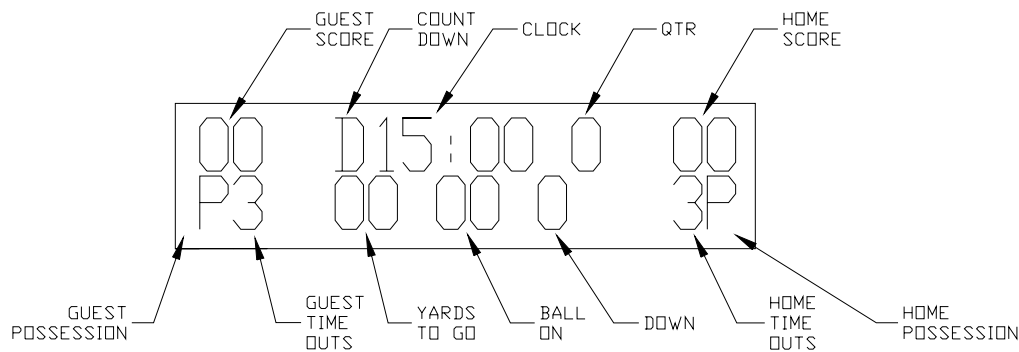 GUEST
SCORE
COUNT
DOWN
CLOCK
QTR
HOME
SCORE
00 D15:00 0 00
P3 00 00 0 3P
GUEST
POSSESSION
GUEST
TIME
OUTS
YARDS
TO GO
BALL
ON
DOWN
HOME
TIME
OUTS
HOME
POSSESSION